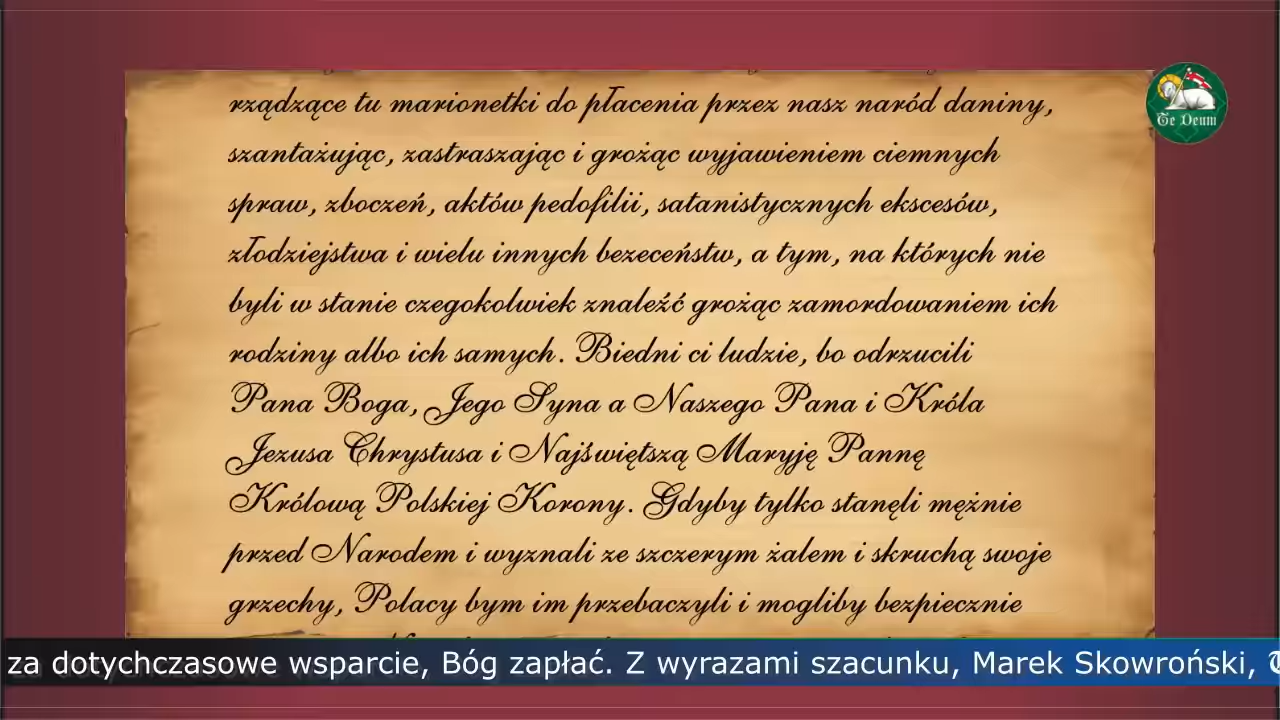 rządzące tu marionetki do płacenia przez nasz naród daniny,
szantażując, zastraszając i grożąc wyjawieniem ciemnych
spraw, zboczeń, aktów pedofilii, satanistycznych ekscesów,
złodziejstwa i wielu innych bezeceństw, a tym, na których nie
byli w stanie czegokolwiek znaleźć grożąc zamordowaniem ich
rodziny albo ich samych. Biedni ci ludzie, bo odrzucili
Pana Boga, Jego Syna a Naszego Pana i Króla
Jezusa Chrystusa i Najświętszą Maryję Pannę
Królową Polskiej Korony. Gdyby tylko stanęli mężnie
przed Narodem i wyznali ze szczerym żalem i skruchą swoje
grzechy, Polacy bym im przebaczyli i mogliby bezpiecznie
Te Deum
za dotychczasowe wsparcie, Bóg zapłać. Z wyrazami szacunku, Marek Skowroński,